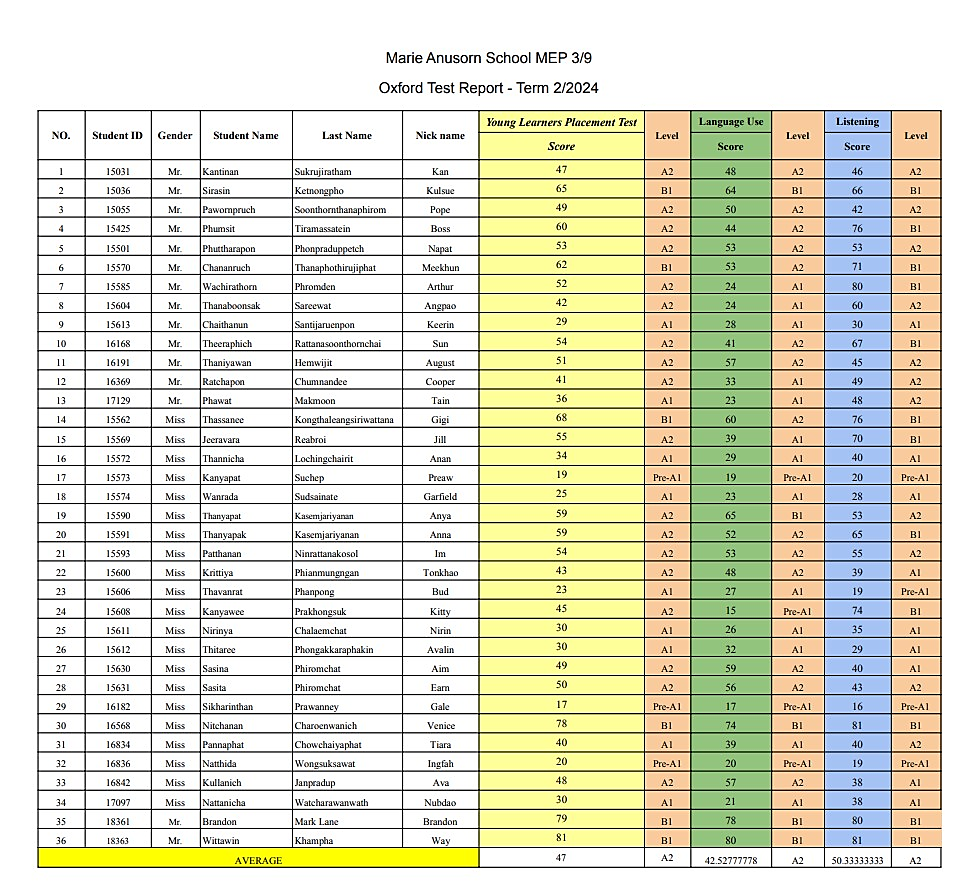 Marie Anusorn School MEP 3/9
Oxford Test Report - Term 2/2024
NO. Student ID Gender Student Name Last Name Nick name Young Learners Placement Test Score Level Language Use Score Level Listening Score Level
1 15031 Mr. Kantinan Sukrujiratham Kan 47 A2 48 A2 46 A2
2 15036 Mr. Sirasin Ketnongpho Kulsue 65 B1 64 B1 66 B1
3 15055 Mr. Pawornpruch Soonthornthanaphirom Pope 49 A2 50 A2 42 A2
4 15425 Mr. Phumsit Tiramassatein Boss 60 A2 44 A2 76 B1
5 15501 Mr. Phuttharapon Phonpraduppetch Napat 53 A2 53 A2 53 A2
6 15570 Mr. Chananruch Thanaphothirujiphat Meekhun 62 B1 53 A2 71 B1
7 15585 Mr. Wachirathorn Phromden Arthur 52 A2 24 A1 80 B1
8 15604 Mr. Thanaboonsak Sareewat Angpao 42 A2 24 A1 60 A2
9 15613 Mr. Chaithanun Santijaruenpon Keerin 29 A1 28 A1 30 A1
10 16168 Mr. Theeraphich Rattanasoonthornchai Sun 54 A2 41 A2 67 B1
11 16191 Mr. Thaniyawan Hemwijit August 51 A2 57 A2 45 A2
12 16369 Mr. Ratchapon Chumnandee Cooper 41 A2 33 A1 49 A2
13 17129 Mr. Phawat Makmoon Tain 36 A1 23 A1 48 A2
14 15562 Miss Thassanee Kongthaleangsiriwattana Gigi 68 B1 60 A2 76 B1
15 15569 Miss Jeeravara Reabroi Jill 55 A2 39 A1 70 B1
16 15572 Miss Thannicha Lochingchairit Anan 34 A1 29 A1 40 A1
17 15573 Miss Kanyapat Suchep Preaw 19 Pre-A1 19 Pre-A1 20 Pre-A1
18 15574 Miss Wanrada Sudsainate Garfield 25 A1 23 A1 28 A1
19 15590 Miss Thanyapat Kasemjariyanan Anya 59 A2 65 B1 53 A2
20 15591 Miss Thanyapak Kasemjariyanan Anna 59 A2 52 A2 65 B1
21 15593 Miss Patthanan Ninrattanakosol Im 54 A2 53 A2 55 A2
22 15600 Miss Krittiya Phianmungngan Tonkhao 43 A2 48 A2 39 A1
23 15606 Miss Thavanrat Phanpong Bud 23 A1 27 A1 19 Pre-A1
24 15608 Miss Kanyawee Prakhongsuk Kitty 45 A2 15 Pre-A1 74 B1
25 15611 Miss Nirinya Chalaemchat Nirin 30 A1 26 A1 35 A1
26 15612 Miss Thitaree Phongakkaraphakin Avalin 30 A1 32 A1 29 A1
27 15630 Miss Sasina Phiromchat Aim 49 A2 59 A2 40 A1
28 15631 Miss Sasita Phiromchat Earn 50 A2 56 A2 43 A2
29 16182 Miss Sikharinthan Prawanney Gale 17 Pre-A1 17 Pre-A1 16 Pre-A1
30 16568 Miss Nitchanan Charoenwanich Venice 78 B1 74 B1 81 B1
31 16834 Miss Pannaphat Chowchaiyaphat Tiara 40 A1 39 A1 40 A2
32 16836 Miss Natthida Wongsuksawat Ingfah 20 Pre-A1 20 Pre-A1 19 Pre-A1
33 16842 Miss Kullanich Janpradup Ava 48 A2 57 A2 38 A1
34 17097 Miss Nattanicha Watcharawanwath Nubdao 30 A1 21 A1 38 A1
35 18361 Mr. Brandon Mark Lane Brandon 79 B1 78 B1 80 B1
36 18363 Mr. Wittawin Khampha Way 81 B1 80 B1 81 B1
AVERAGE 47 A2 42.52777778 A2 50.33333333 A2